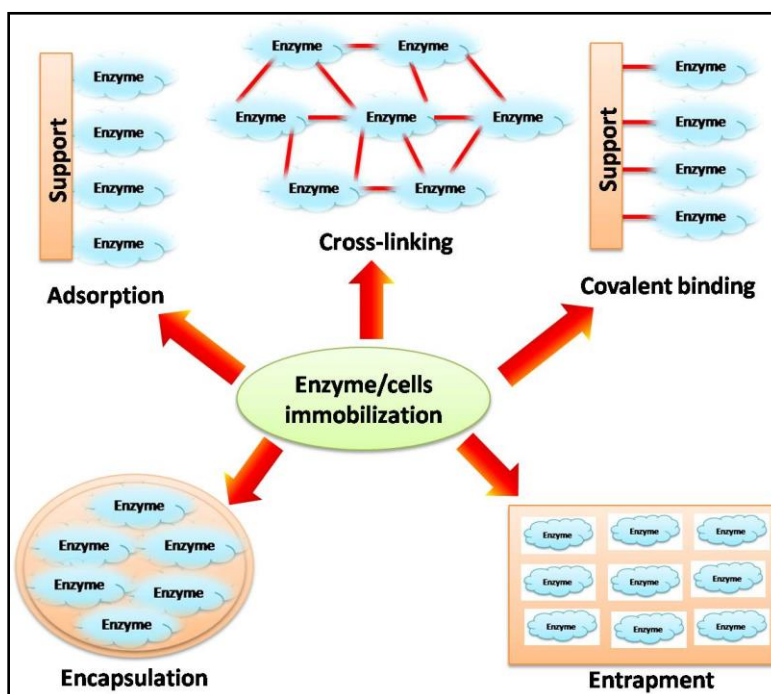 Support
Enzyme
Enzyme
Enzyme
Enzyme
Adsorption
Enzyme Enzyme
Enzyme Enzyme Enzyme
Enzyme Enzyme
Cross-linking
Support
Enzyme
Enzyme
Enzyme
Enzyme
Covalent binding
Enzyme/cells
immobilization
Enzyme
Enzyme Enzyme
Enzyme Enzyme
Enzyme
Encapsulation
Enzyme Enzyme Enzyme
Enzyme Enzyme Enzyme
Enzyme Enzyme Enzyme
Entrapment